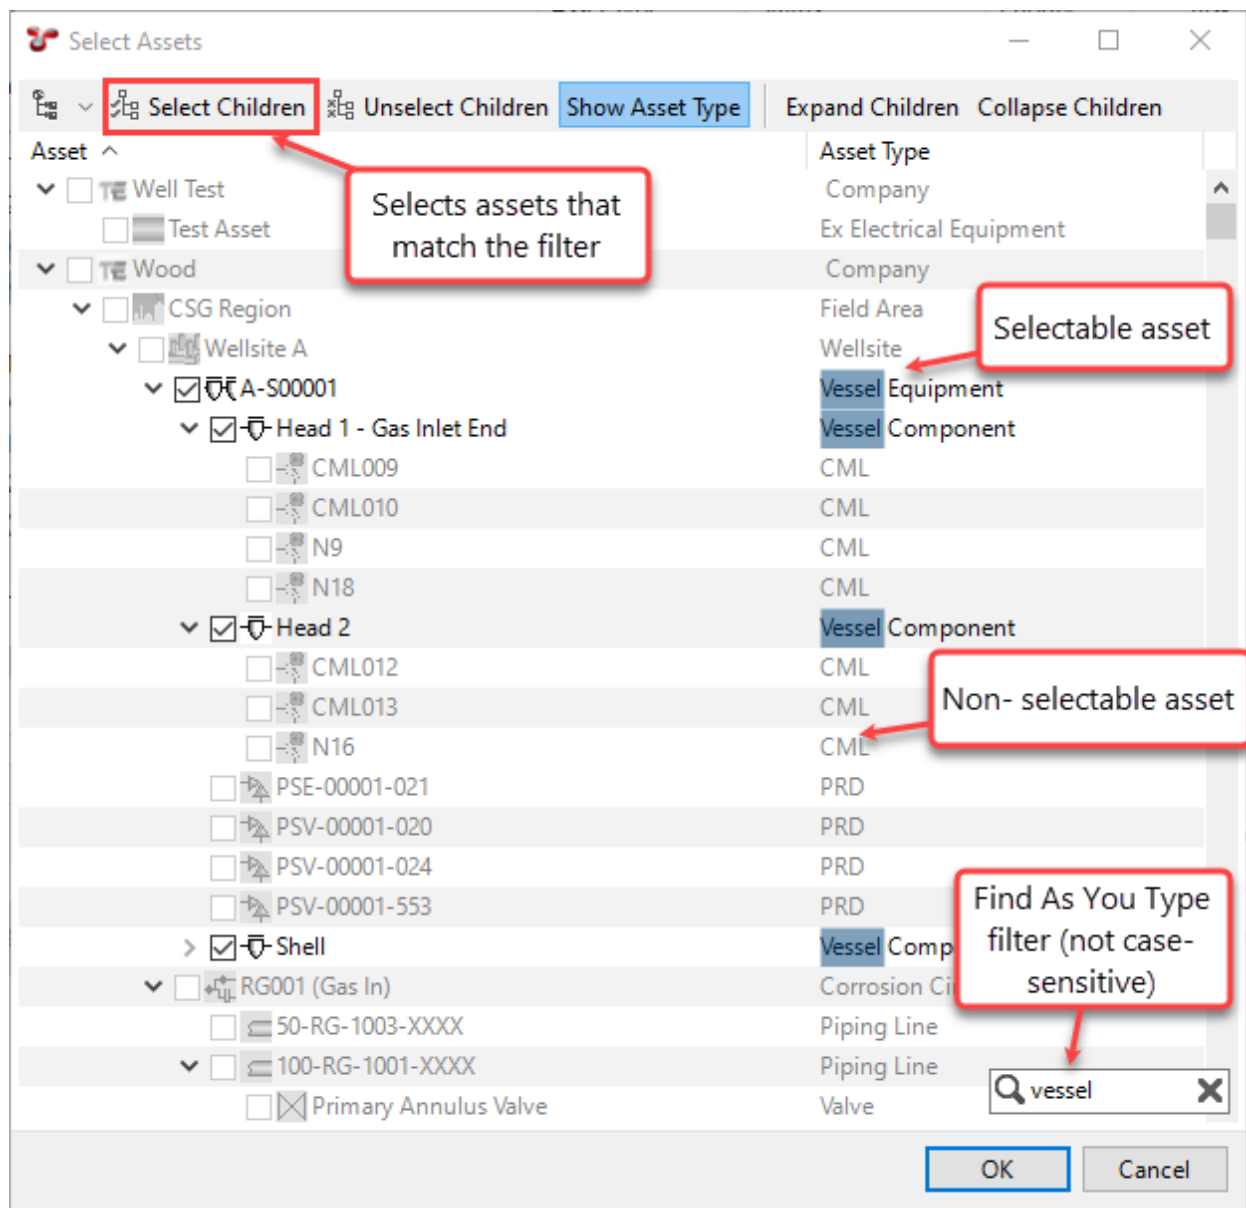 Select Assets
Select Children Unselect Children Show Asset Type Expand Children Collapse Children
Asset Asset Type
Well Test Company
Test Asset Ex Electrical Equipment
Selects assets that
match the filter
Wood Company
CSG Region Field Area
Selectable asset
Wellsite A Wellsite
A-S00001 Vessel Equipment
Head 1 - Gas Inlet End Vessel Component
CML009 CML
CML010 CML
N9 CML
N18 CML
Head 2 Vessel Component
CML012 CML
CML013 CML
Non- selectable asset
N16 CML
PSE-00001-021 PRD
PSV-00001-020 PRD
PSV-00001-024 PRD
PSV-00001-553 PRD
Find As You Type
filter (not case-
sensitive)
Shell Vessel Comp
RG001 (Gas In) Corrosion Ci
50-RG-1003-XXXX Piping Line
100-RG-1001-XXXX Piping Line
vessel
Primary Annulus Valve Valve
OK Cancel